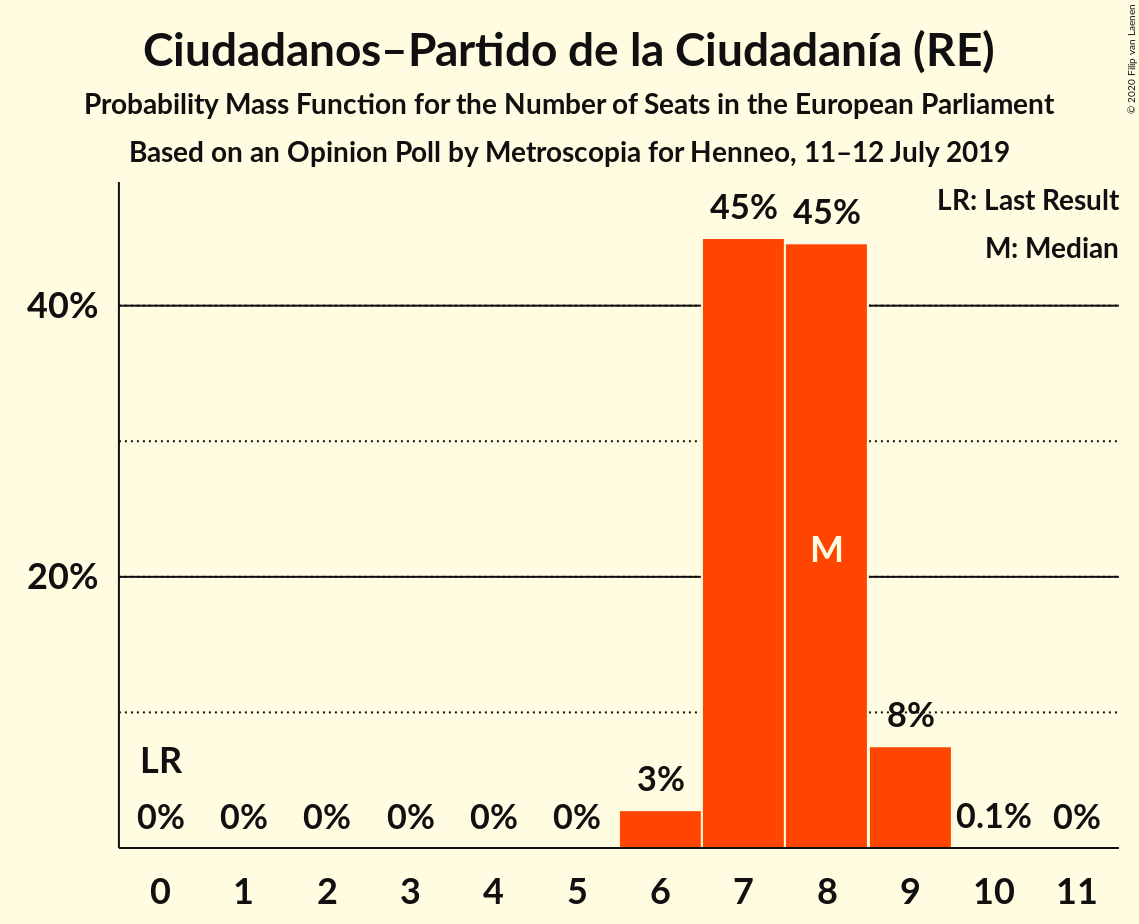 Ciudadanos–Partido de la Ciudadanía (RE)
Probability Mass Function for the Number of Seats in the European Parliament
Based on an Opinion Poll by Metroscopia for Henneo, 11–12 July 2019
© 2020 Filip van Laenen
LR: Last Result
M: Median
45% 45%
40%
M
20%
8%
LR
3%
0% 0% 0% 0% 0% 0% 0.1% 0%
0 1 2 3 4 5 6 7 8 9 10 11